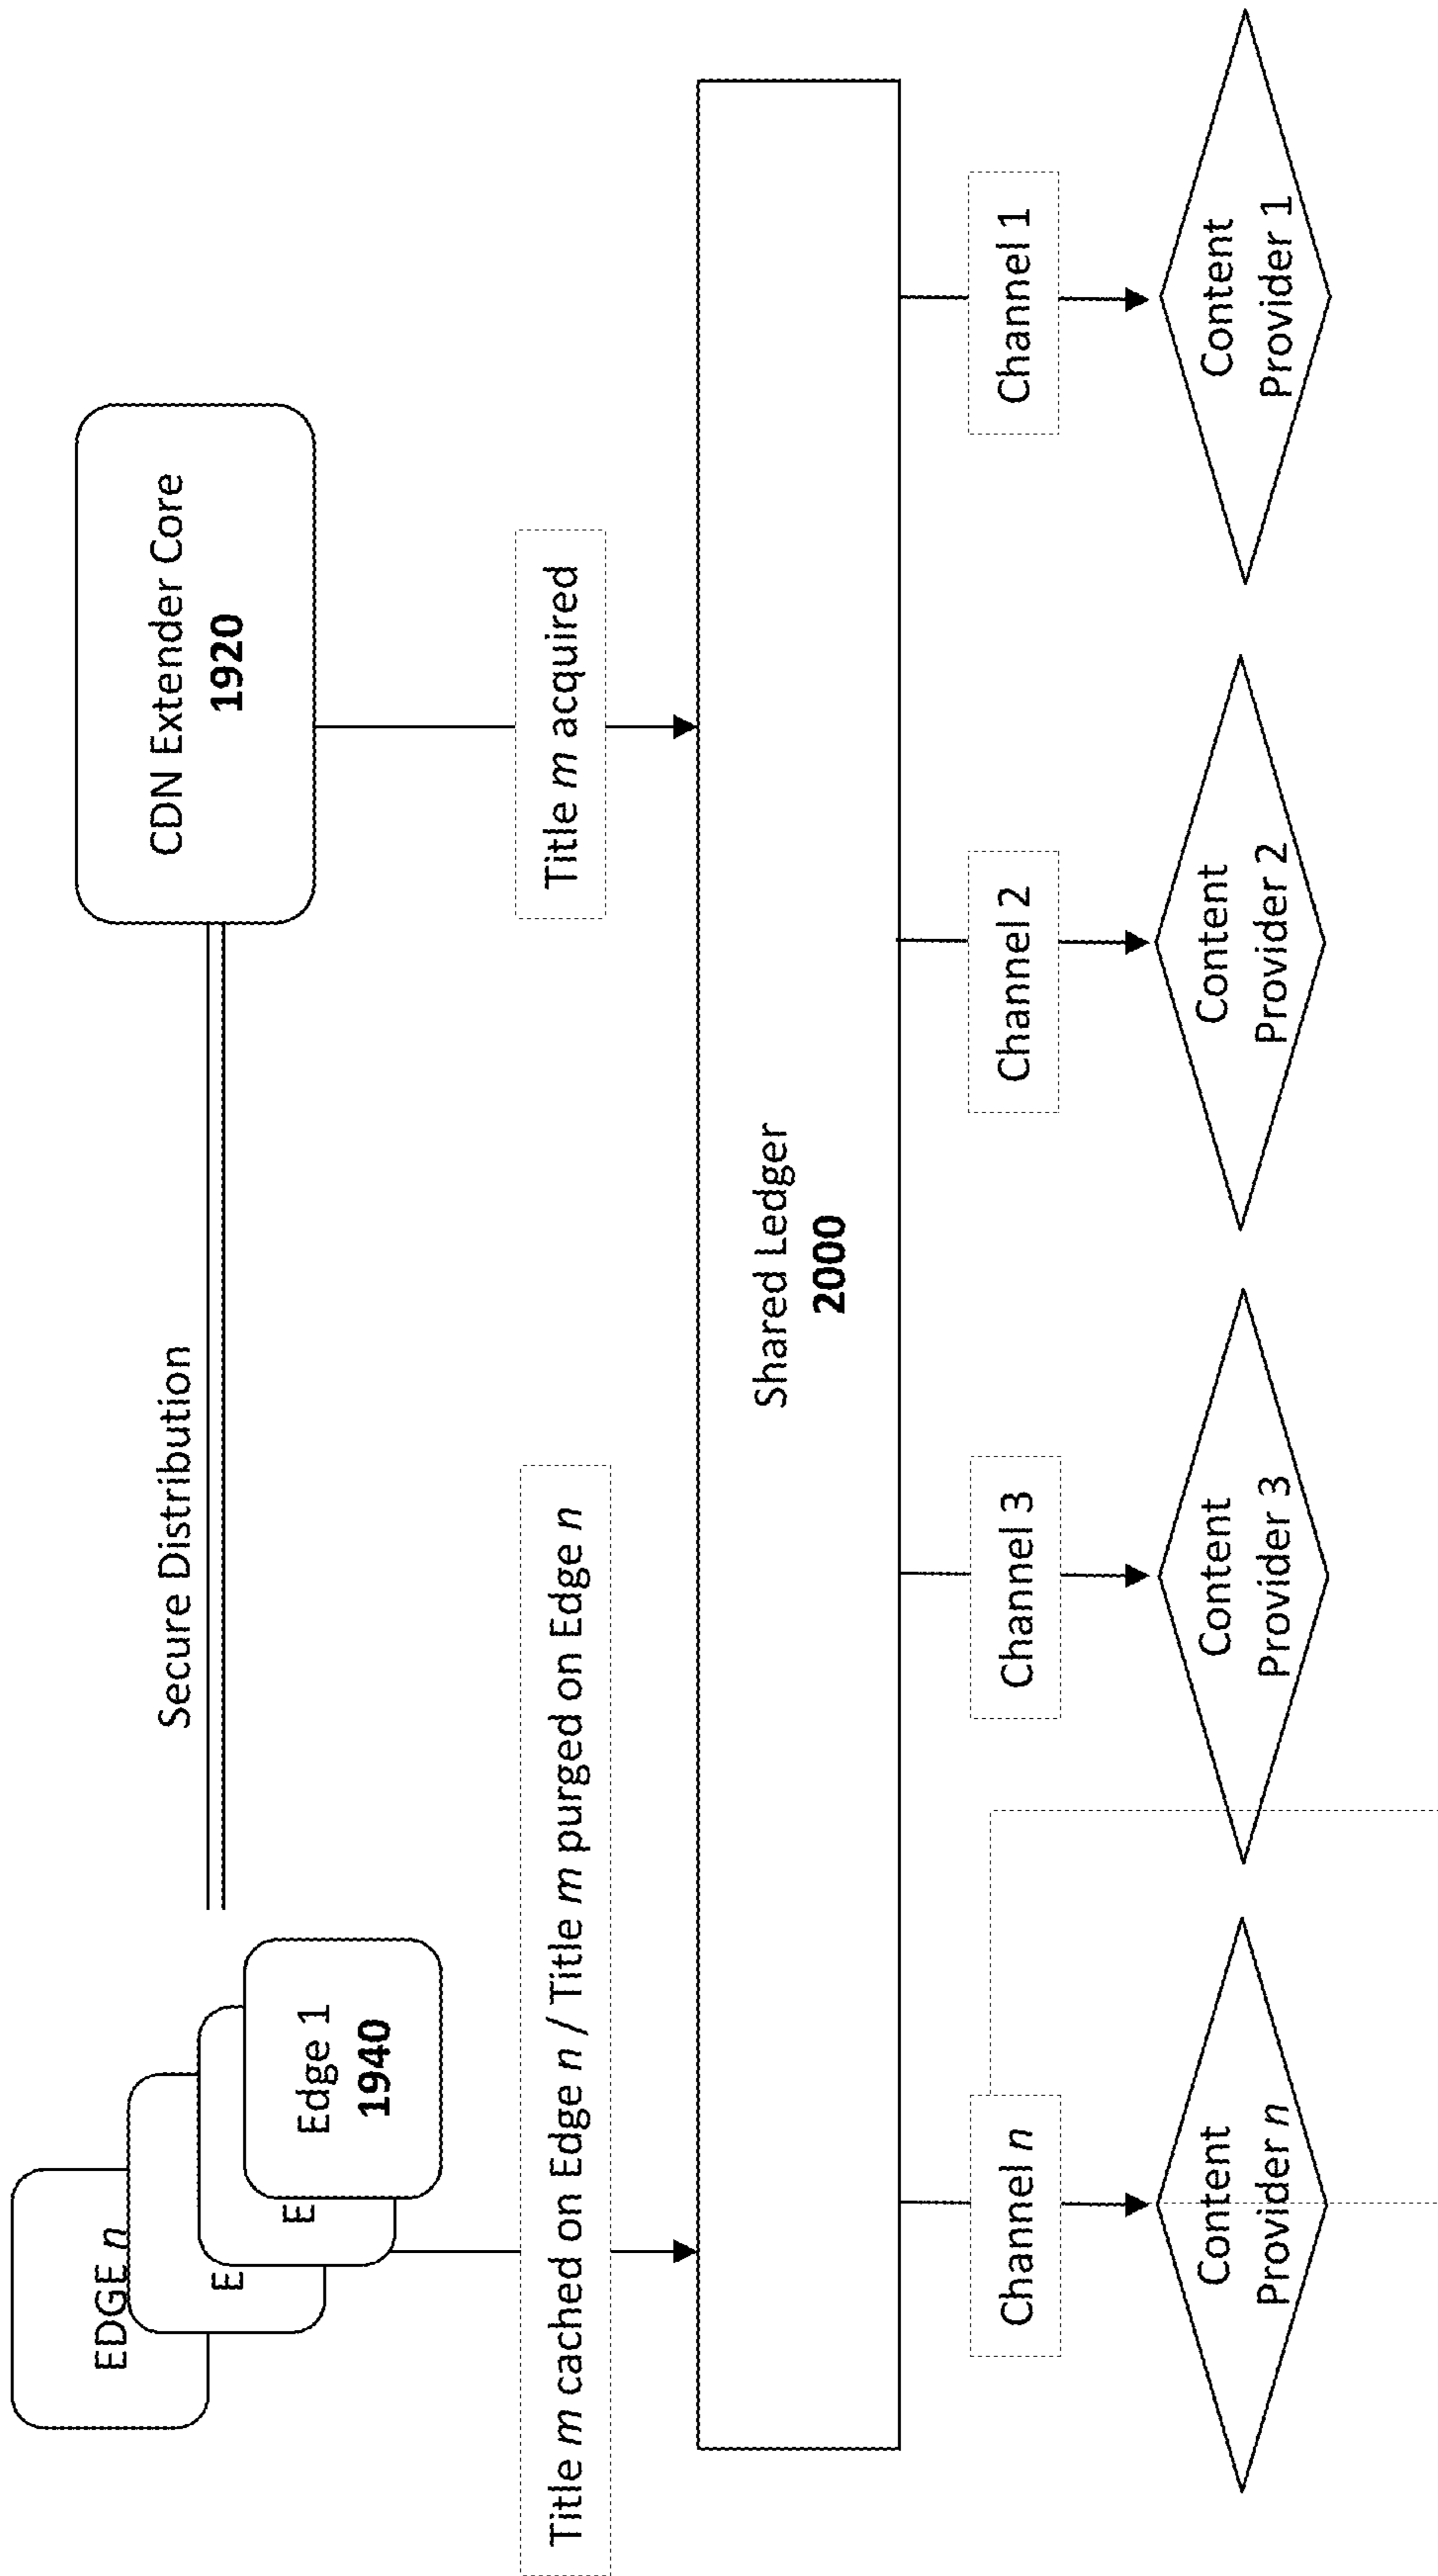 EDGE n
E
E
Edge 1
1940
Secure Distribution
CDN Extender Core
1920
Title m cached on Edge n / Title m purged on Edge n
Title m acquired
Shared Ledger
2000
Channel n
Channel 3
Channel 2
Channel 1
Content
Provider n
Content
Provider 3
Content
Provider 2
Content
Provider 1